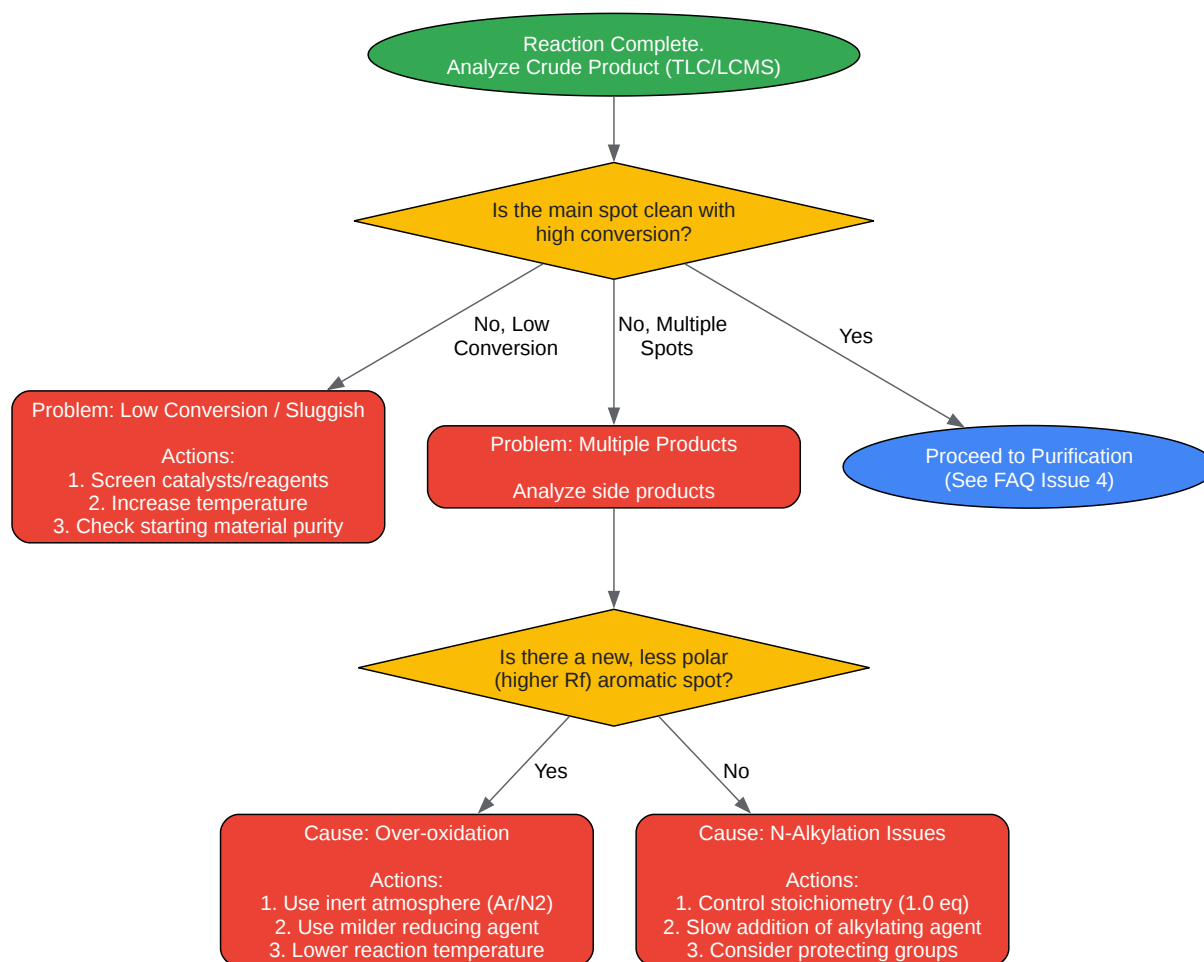 Reaction Complete.
Analyze Crude Product (TLC/LCMS)
Is the main spot clean with
high conversion?
No, Low
Conversion
No, Multiple
Spots
Yes
Problem: Low Conversion / Sluggish
Actions:
1. Screen catalysts/reagents
2. Increase temperature
3. Check starting material purity
Problem: Multiple Products
Analyze side products
Proceed to Purification
(See FAQ Issue 4)
Is there a new, less polar
(higher Rf) aromatic spot?
Yes
No
Cause: Over-oxidation
Actions:
1. Use inert atmosphere (Ar/N2)
2. Use milder reducing agent
3. Lower reaction temperature
Cause: N-Alkylation Issues
Actions:
1. Control stoichiometry (1.0 eq)
2. Slow addition of alkylating agent
3. Consider protecting groups